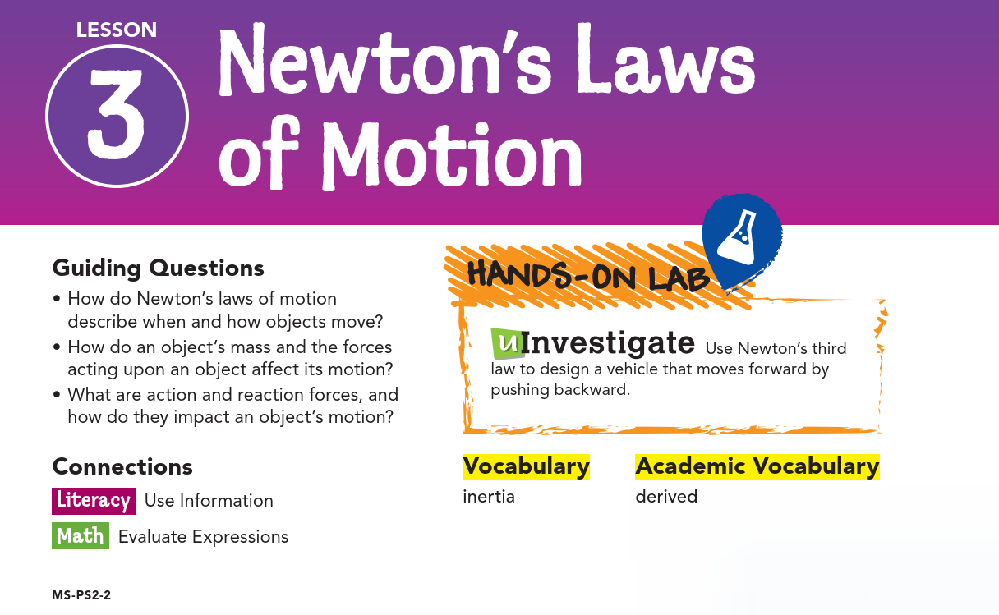 LESSON
3
Newton’s Laws
of Motion
Guiding Questions
• How do Newton’s laws of motion
describe when and how objects move?
• How do an object’s mass and the forces
acting upon an object affect its motion?
• What are action and reaction forces, and
how do they impact an object’s motion?
Connections
Literacy Use Information
Math Evaluate Expressions
MS-PS2-2
HANDS-ON LAB
uInvestigate Use Newton’s third
law to design a vehicle that moves forward by
pushing backward.
Vocabulary
inertia
Academic Vocabulary
derived